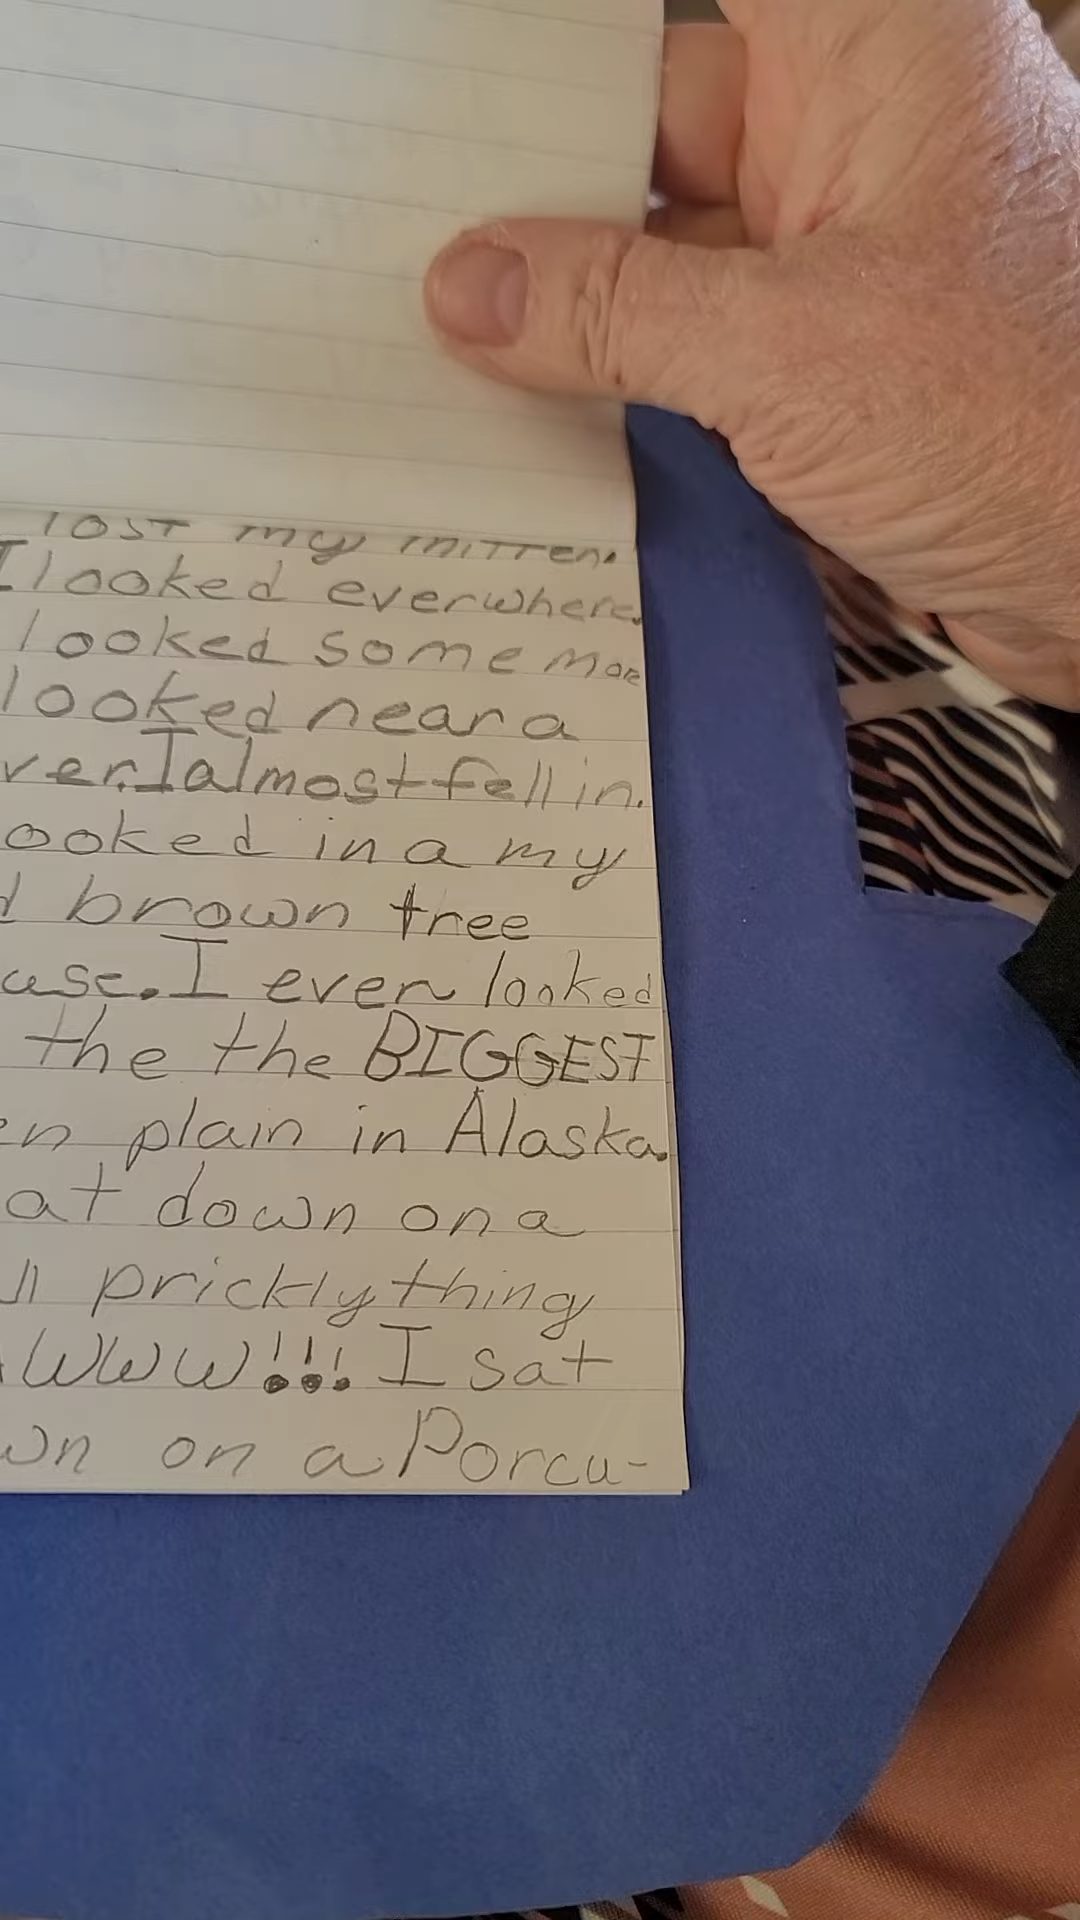 lost my mitten.
I looked everwhere.
looked some more
looked near a
ver. I almost fell in.
ooked in a my
d brown tree
use. I even looked
the the BIGGEST
en plain in Alaska.
at down on a
ll prickly thing
WWW!!! I sat
wn on a Porcu-